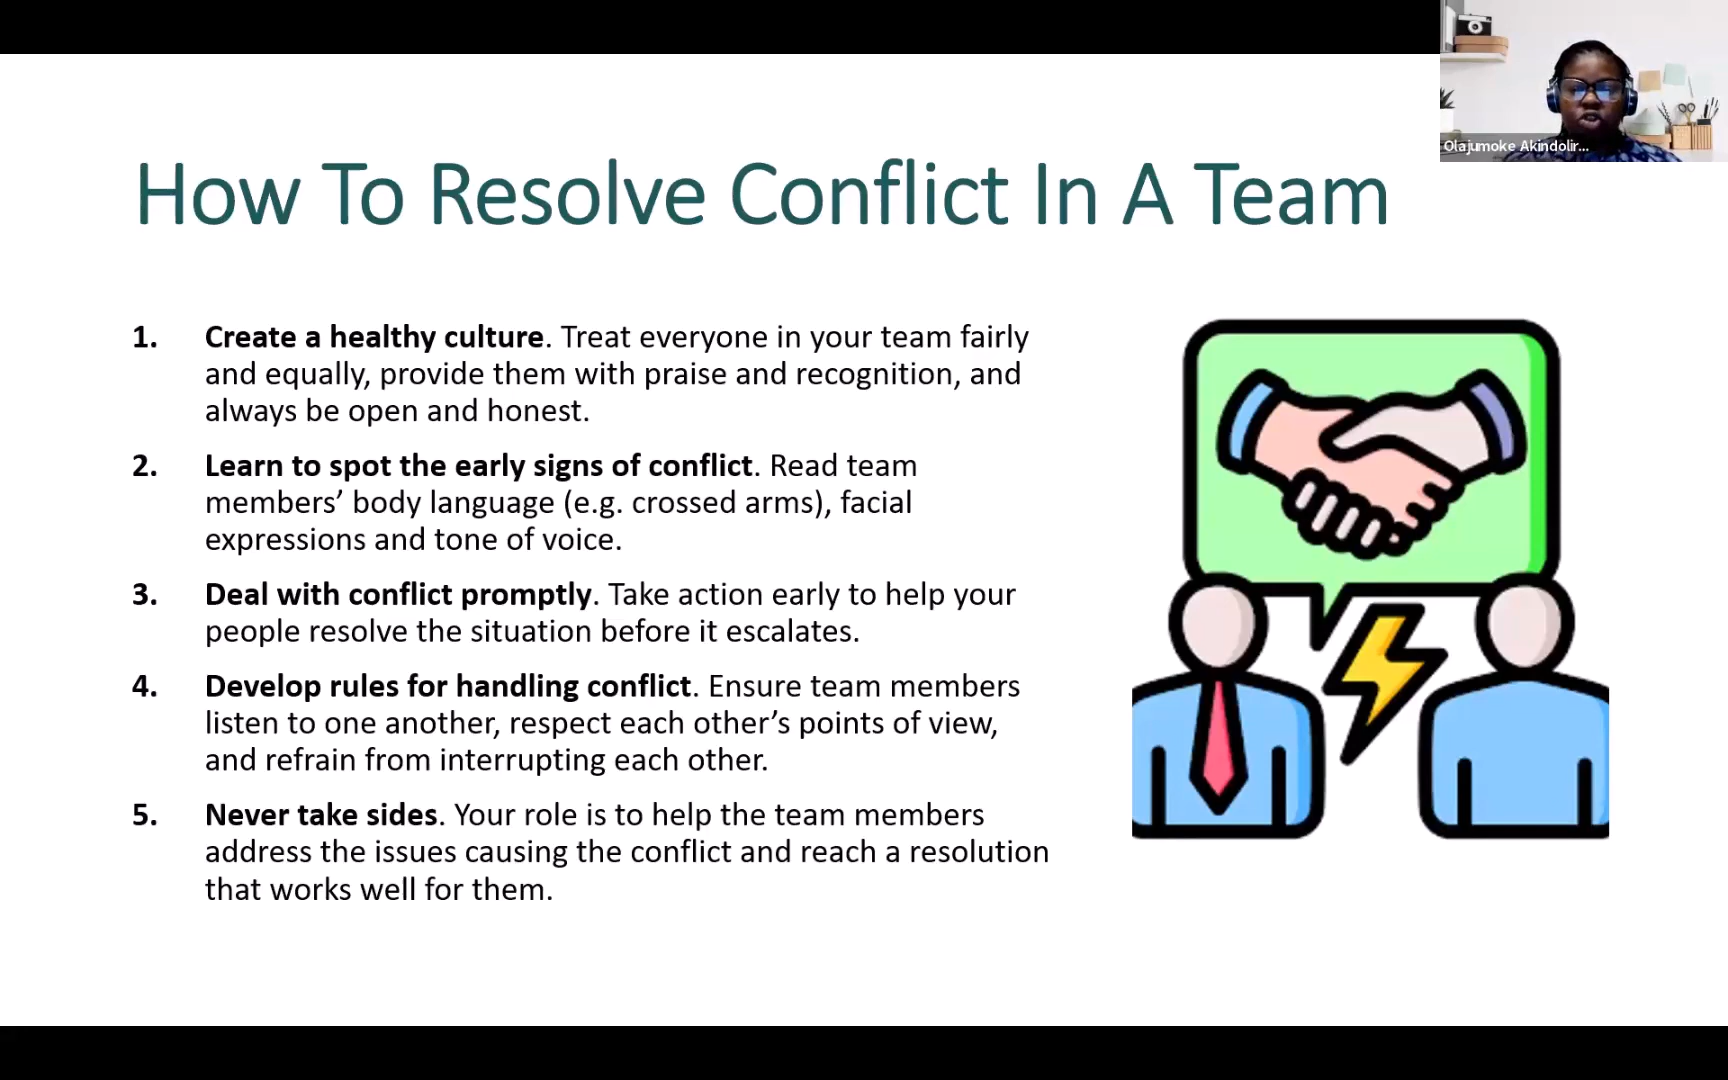 Olajumoke Akindolir...
How To Resolve Conflict In A Team
1. Create a healthy culture. Treat everyone in your team fairly
and equally, provide them with praise and recognition, and
always be open and honest.
2. Learn to spot the early signs of conflict. Read team
members’ body language (e.g. crossed arms), facial
expressions and tone of voice.
3. Deal with conflict promptly. Take action early to help your
people resolve the situation before it escalates.
4. Develop rules for handling conflict. Ensure team members
listen to one another, respect each other’s points of view,
and refrain from interrupting each other.
5. Never take sides. Your role is to help the team members
address the issues causing the conflict and reach a resolution
that works well for them.